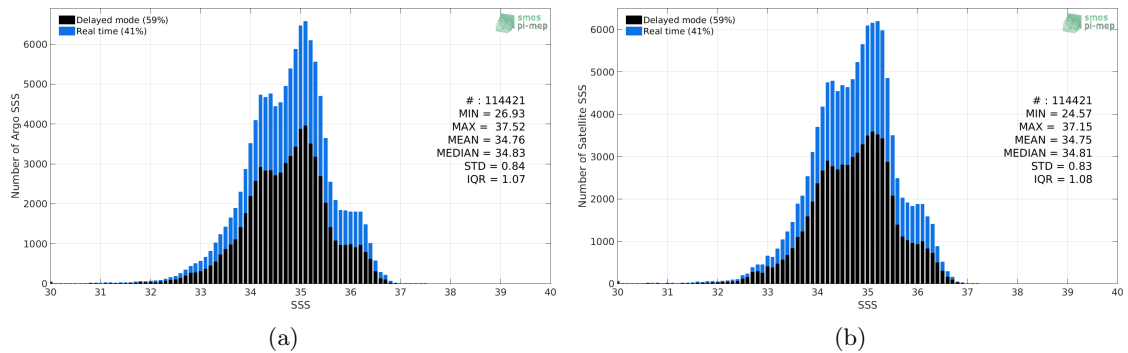 Delayed mode (59%)
Real time (41%)
smos
pi-mep
6000
5000
4000
3000
2000
1000
0
Number of Argo SSS
# : 114421
MIN = 26.93
MAX = 37.52
MEAN = 34.76
MEDIAN = 34.83
STD = 0.84
IQR = 1.07
30 31 32 33 34 35 36 37 38 39 40
SSS
(a)
Delayed mode (59%)
Real time (41%)
smos
pi-mep
6000
5000
4000
3000
2000
1000
0
Number of Satellite SSS
# : 114421
MIN = 24.57
MAX = 37.15
MEAN = 34.75
MEDIAN = 34.81
STD = 0.83
IQR = 1.08
30 31 32 33 34 35 36 37 38 39 40
SSS
(b)